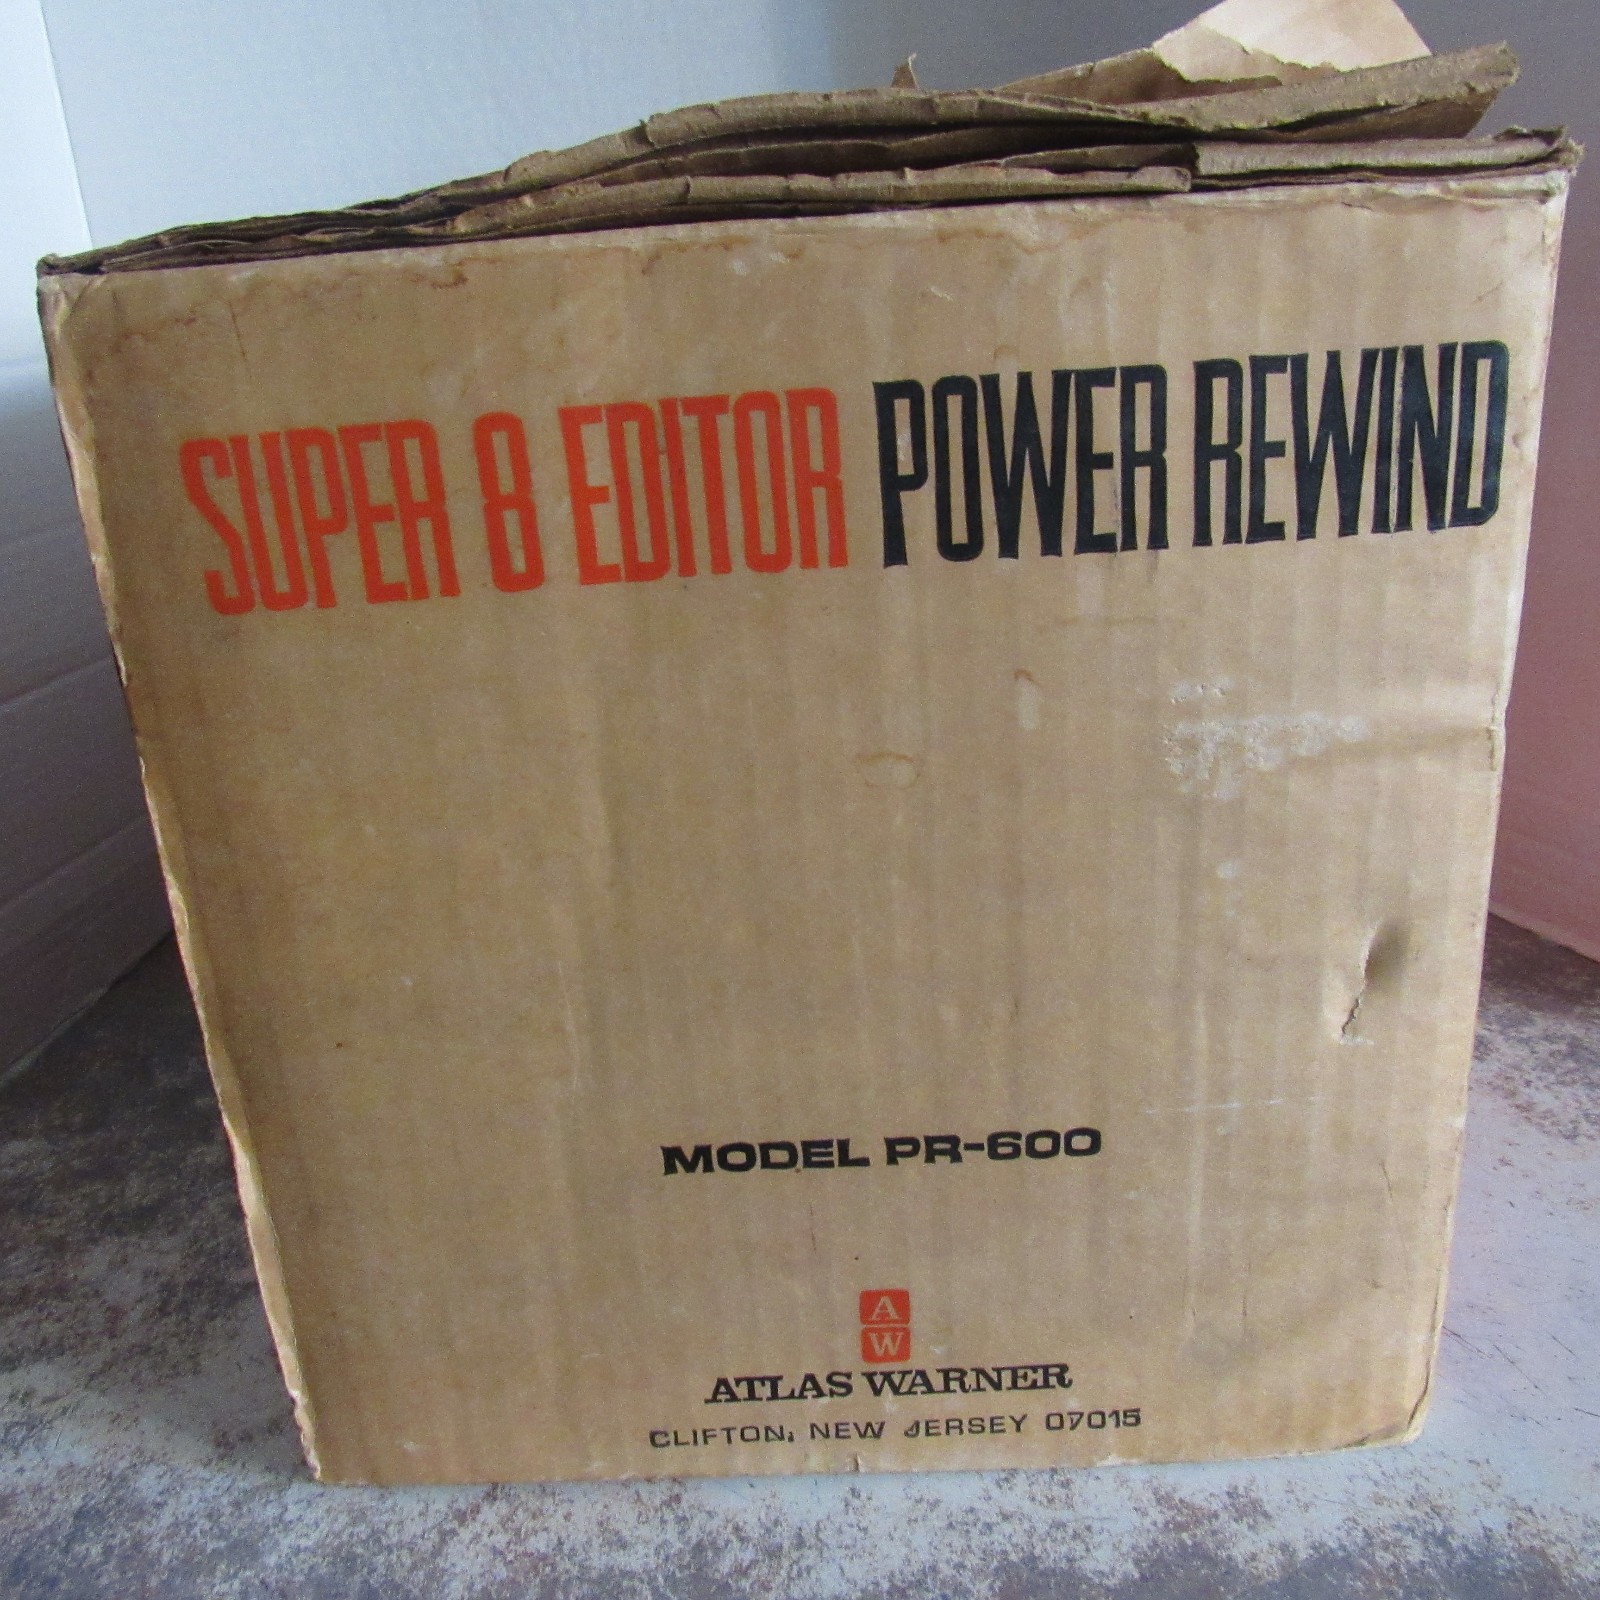 SUPER 8 EDITOR POWER REWIND
MODEL PR-600
A
W
ATLAS WARNER
CLIFTON, NEW JERSEY 07015